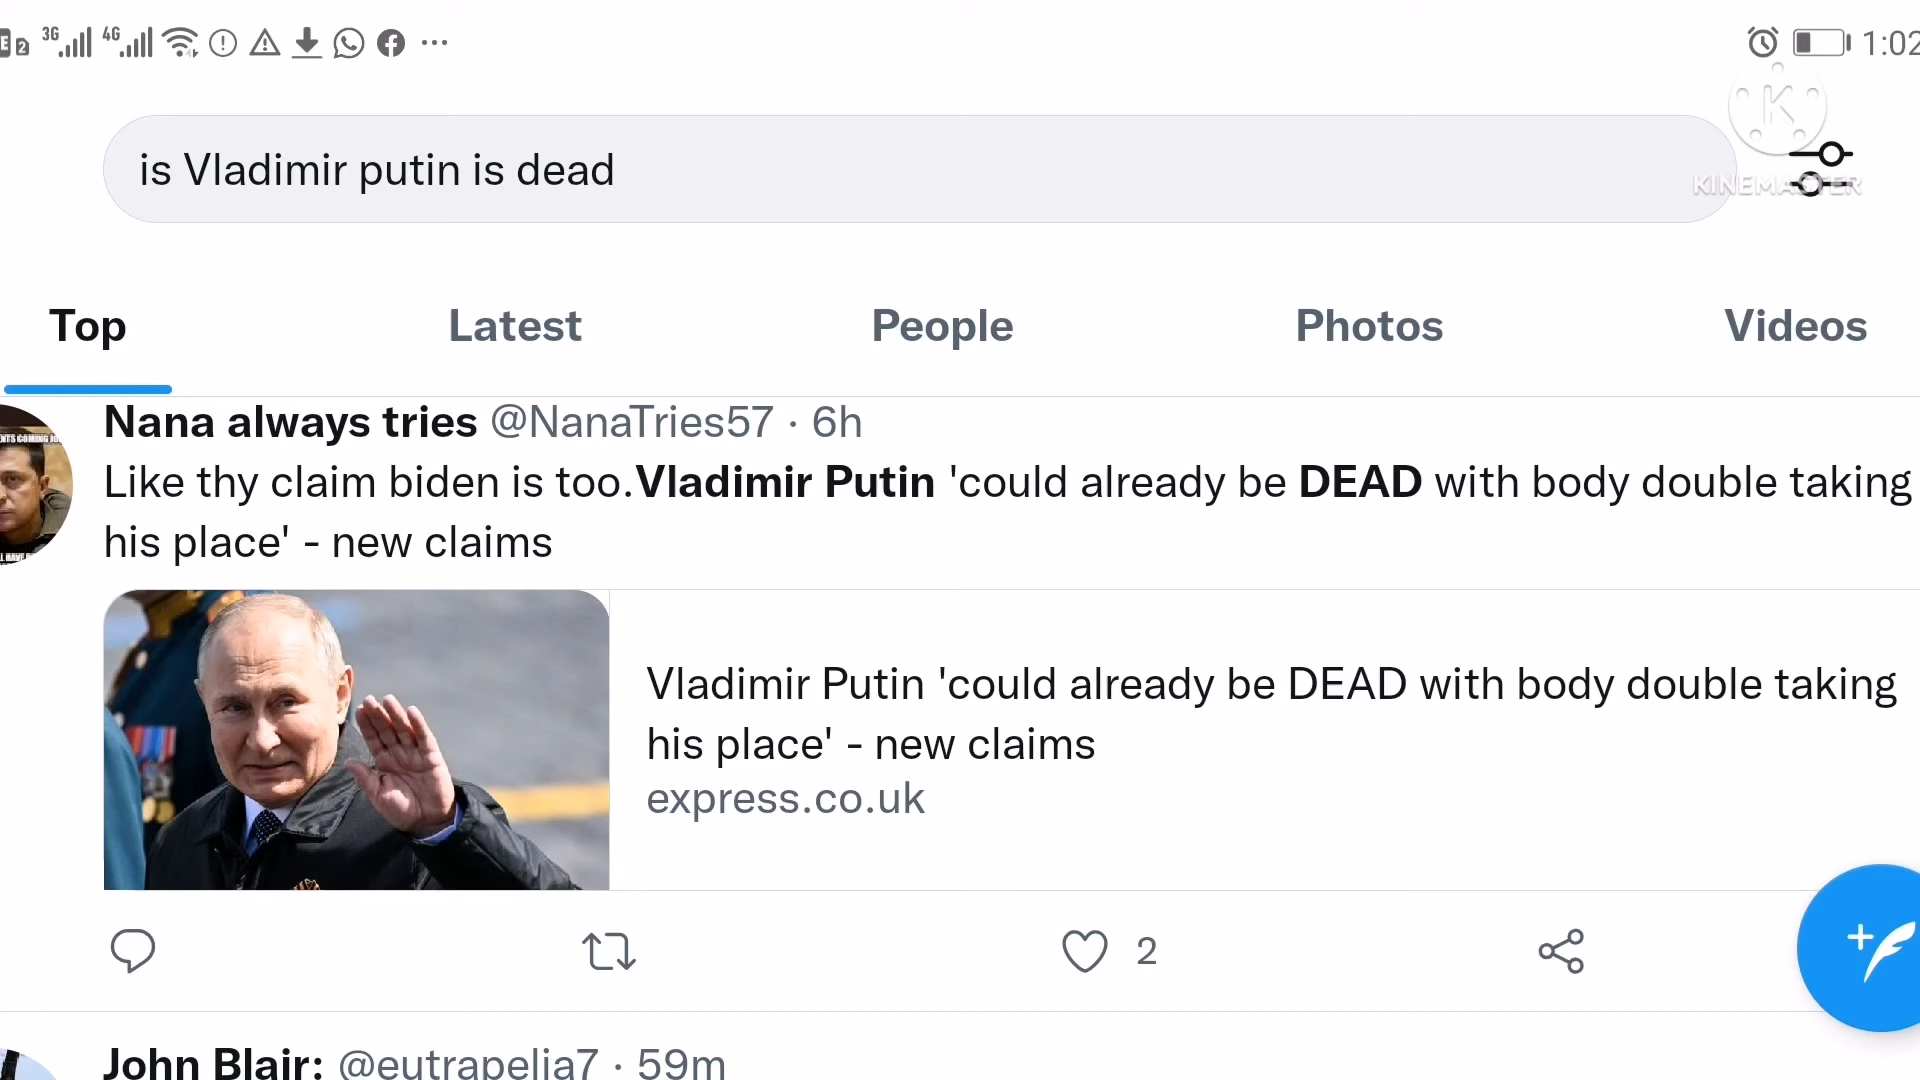 3G 4G 1:02
is Vladimir putin is dead
K
KINEMASTER
Top Latest People Photos Videos
Nana always tries @NanaTries57 · 6h
Like thy claim biden is too.Vladimir Putin 'could already be DEAD with body double taking
his place' - new claims
Vladimir Putin 'could already be DEAD with body double taking
his place' - new claims
express.co.uk
2
John Blair: @eutrapelia7 · 59m